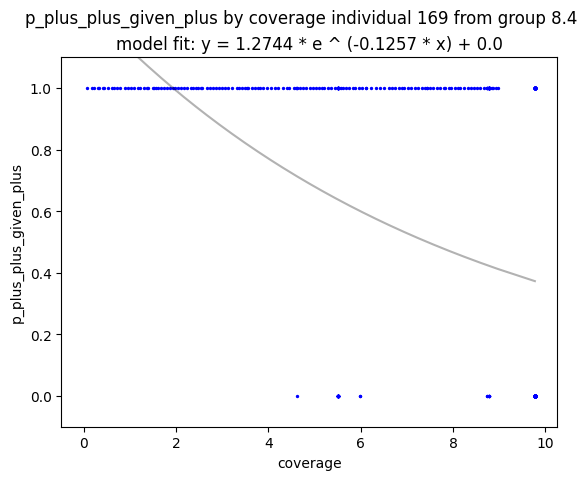 p_plus_plus_given_plus by coverage individual 169 from group 8.4
model fit: y = 1.2744 * e ^ (-0.1257 * x) + 0.0
p_plus_plus_given_plus
1.0
0.8
0.6
0.4
0.2
0.0
0 2 4 6 8 10
coverage